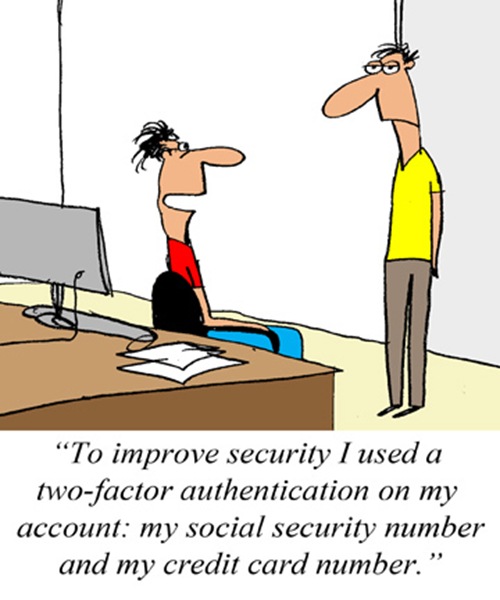 “To improve security I used a
two-factor authentication on my
account: my social security number
and my credit card number.”